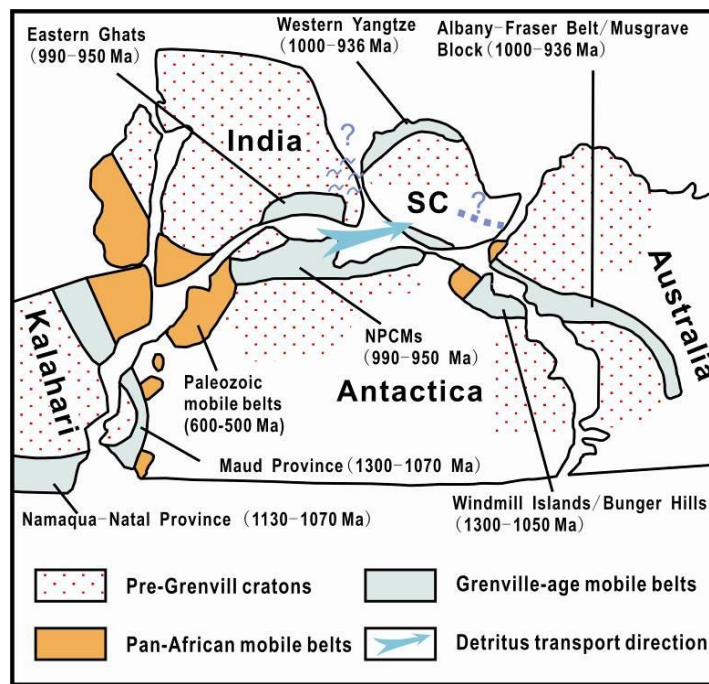 Eastern Ghats
(990-950 Ma)
Western Yangtze
(1000-936 Ma)
Albany-Fraser Belt/Musgrave
Block (1000-936 Ma)
India
?
SC
?
Australia
Kalahari
NPCMs
(990-950 Ma)
Paleozoic
mobile belts
(600-500 Ma)
Antactica
Maud Province (1300-1070 Ma)
Windmill Islands/Bunger Hills
(1300-1050 Ma)
Namaqua-Natal Province (1130-1070 Ma)
Pre-Grenvill cratons
Grenville-age mobile belts
Pan-African mobile belts
Detritus transport direction